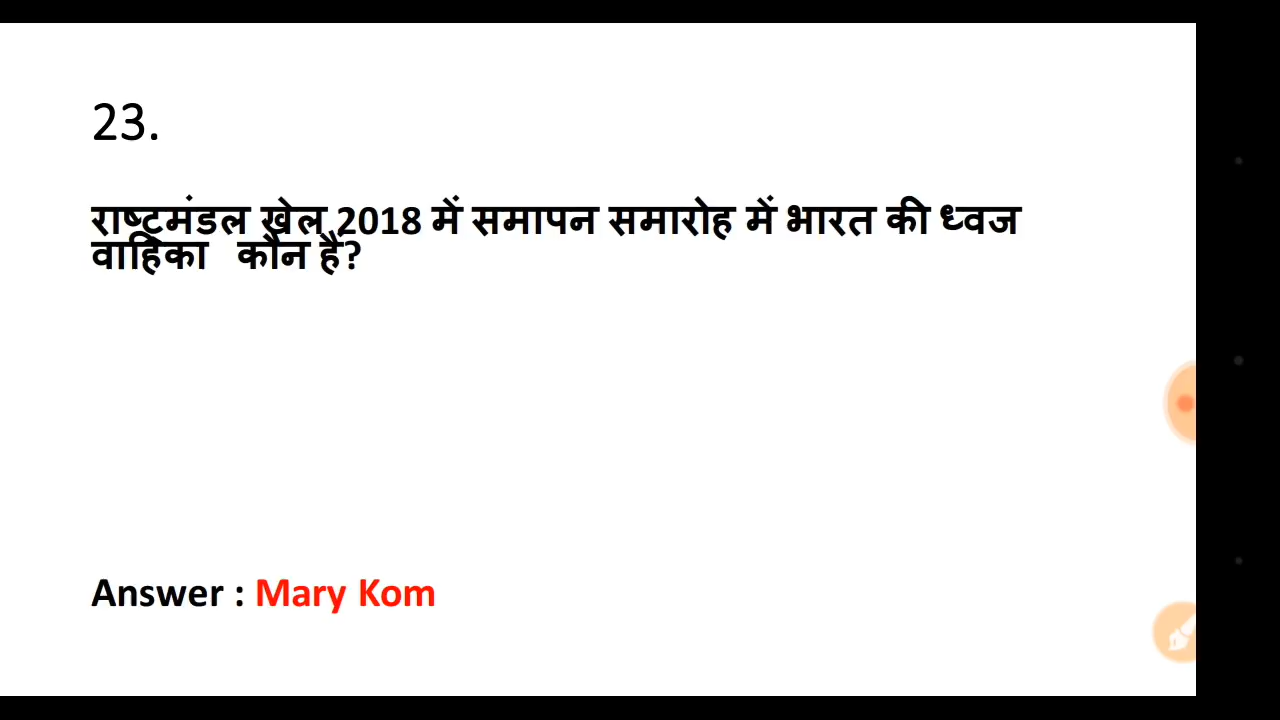 23.
राष्टमंडल खेल 2018 में समापन समारोह में भारत की ध्वज
वाहिका कौन है?
Answer : Mary Kom